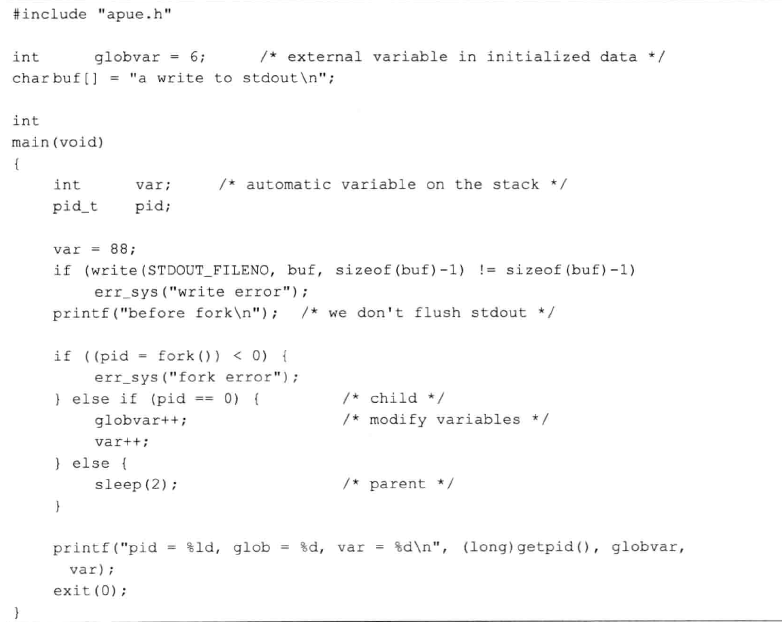 #include "apue.h"
int globvar = 6; /* external variable in initialized data */
charbuf[] = "a write to stdout\n";
int
main(void)
{
int var; /* automatic variable on the stack */
pid_t pid;
var = 88;
if (write(STDOUT_FILENO, buf, sizeof(buf)-1) != sizeof(buf)-1)
err_sys("write error");
printf("before fork\n"); /* we don't flush stdout */
if ((pid = fork()) < 0) {
err_sys("fork error");
} else if (pid == 0) { /* child */
globvar++; /* modify variables */
var++;
} else {
sleep(2); /* parent */
}
printf("pid = %ld, glob = %d, var = %d\n", (long)getpid(), globvar,
var);
exit(0);
}